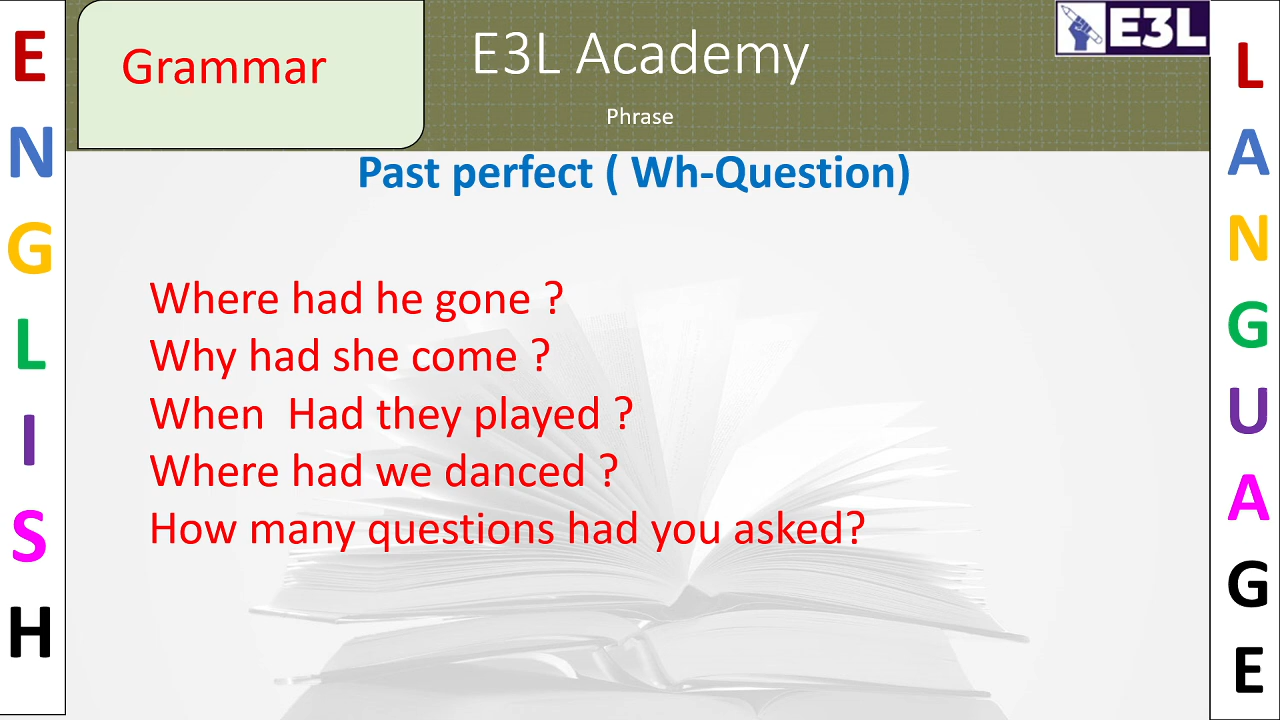 E
N
G
L
I
S
H
Grammar
E3L Academy
Phrase
E3L
Past perfect ( Wh-Question)
Where had he gone ?
Why had she come ?
When  Had they played ?
Where had we danced ?
How many questions had you asked?
L
A
N
G
U
A
G
E